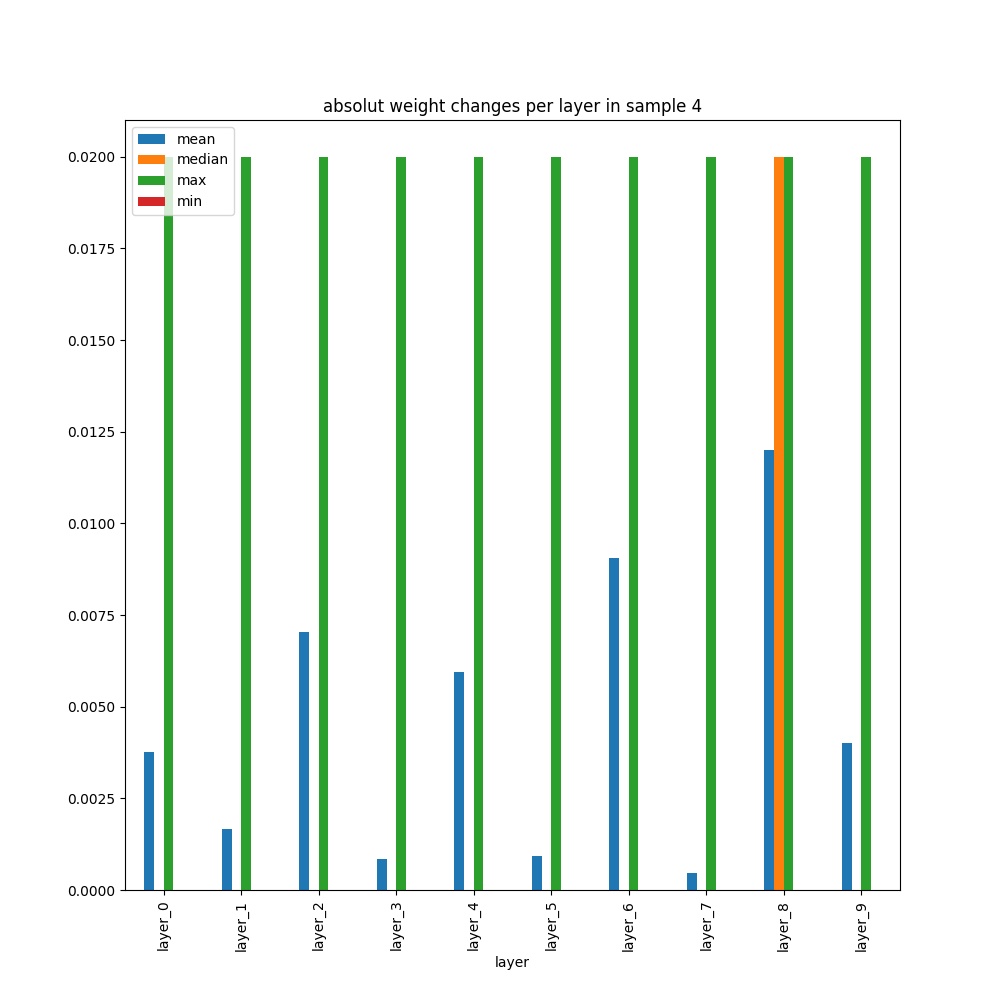 absolut weight changes per layer in sample 4
mean
median
max
min
0.0200
0.0175
0.0150
0.0125
0.0100
0.0075
0.0050
0.0025
0.0000
layer_0
layer_1
layer_2
layer_3
layer_4
layer_5
layer_6
layer_7
layer_8
layer_9
layer